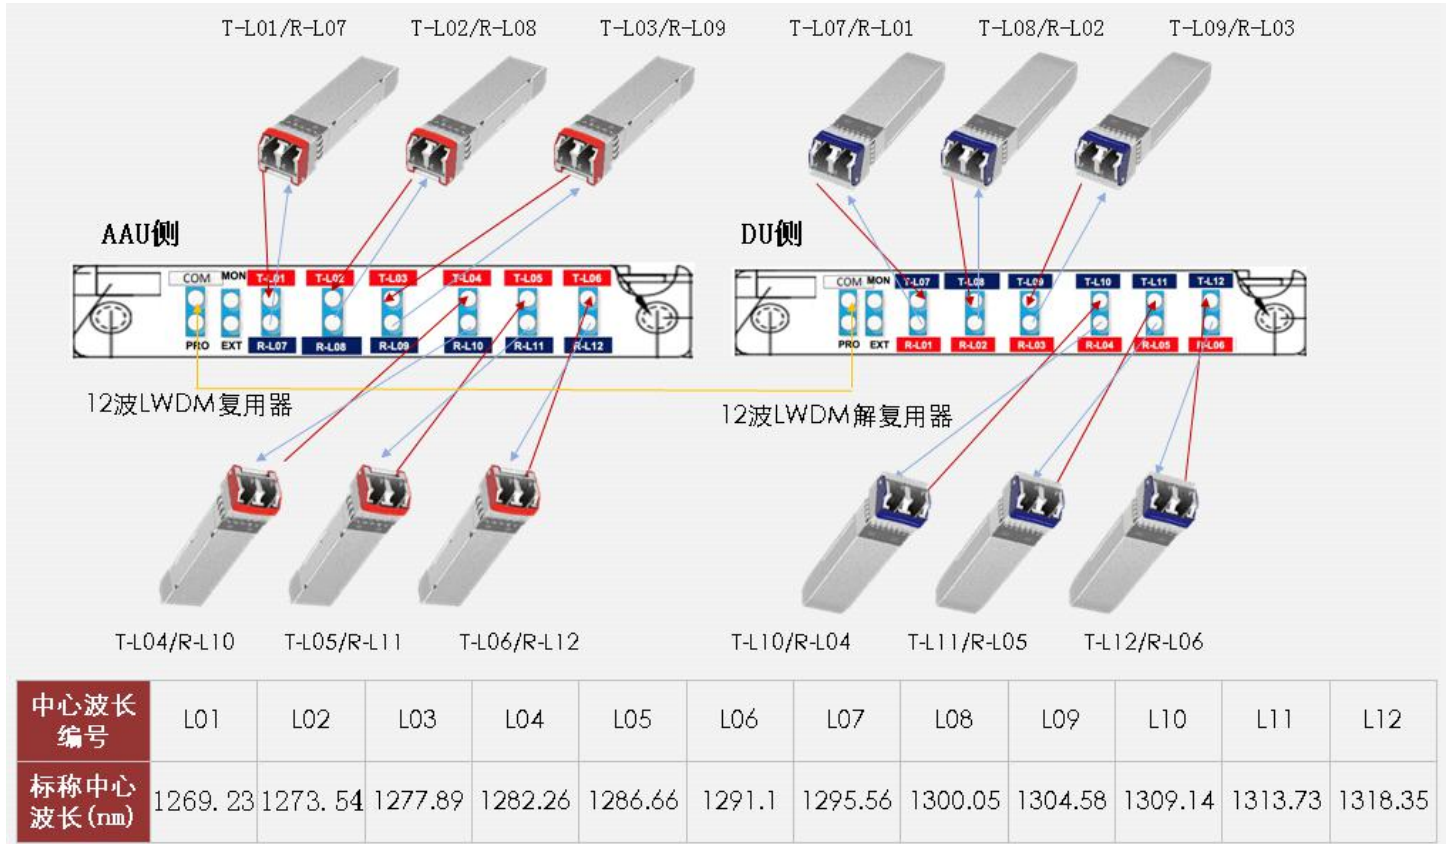 T-L01/R-L07 T-L02/R-L08 T-L03/R-L09 T-L07/R-L01 T-L08/R-L02 T-L09/R-L03
AAU侧 DU侧
COM MON T-L01 T-L02 T-L03 T-L04 T-L05 T-L06
PRO EXT R-L07 R-L08 R-L09 R-L10 R-L11 R-L12
COM MON T-L07 T-L08 T-L09 T-L10 T-L11 T-L12
PRO EXT R-L01 R-L02 R-L03 R-L04 R-L05 R-L06
12波LWDM复用器
12波LWDM解复用器
T-L04/R-L10 T-L05/R-L11 T-L06/R-L12 T-L10/R-L04 T-L11/R-L05 T-L12/R-L06
中心波长
编号 L01 L02 L03 L04 L05 L06 L07 L08 L09 L10 L11 L12
标称中心
波长(nm) 1269.23 1273.54 1277.89 1282.26 1286.66 1291.1 1295.56 1300.05 1304.58 1309.14 1313.73 1318.35